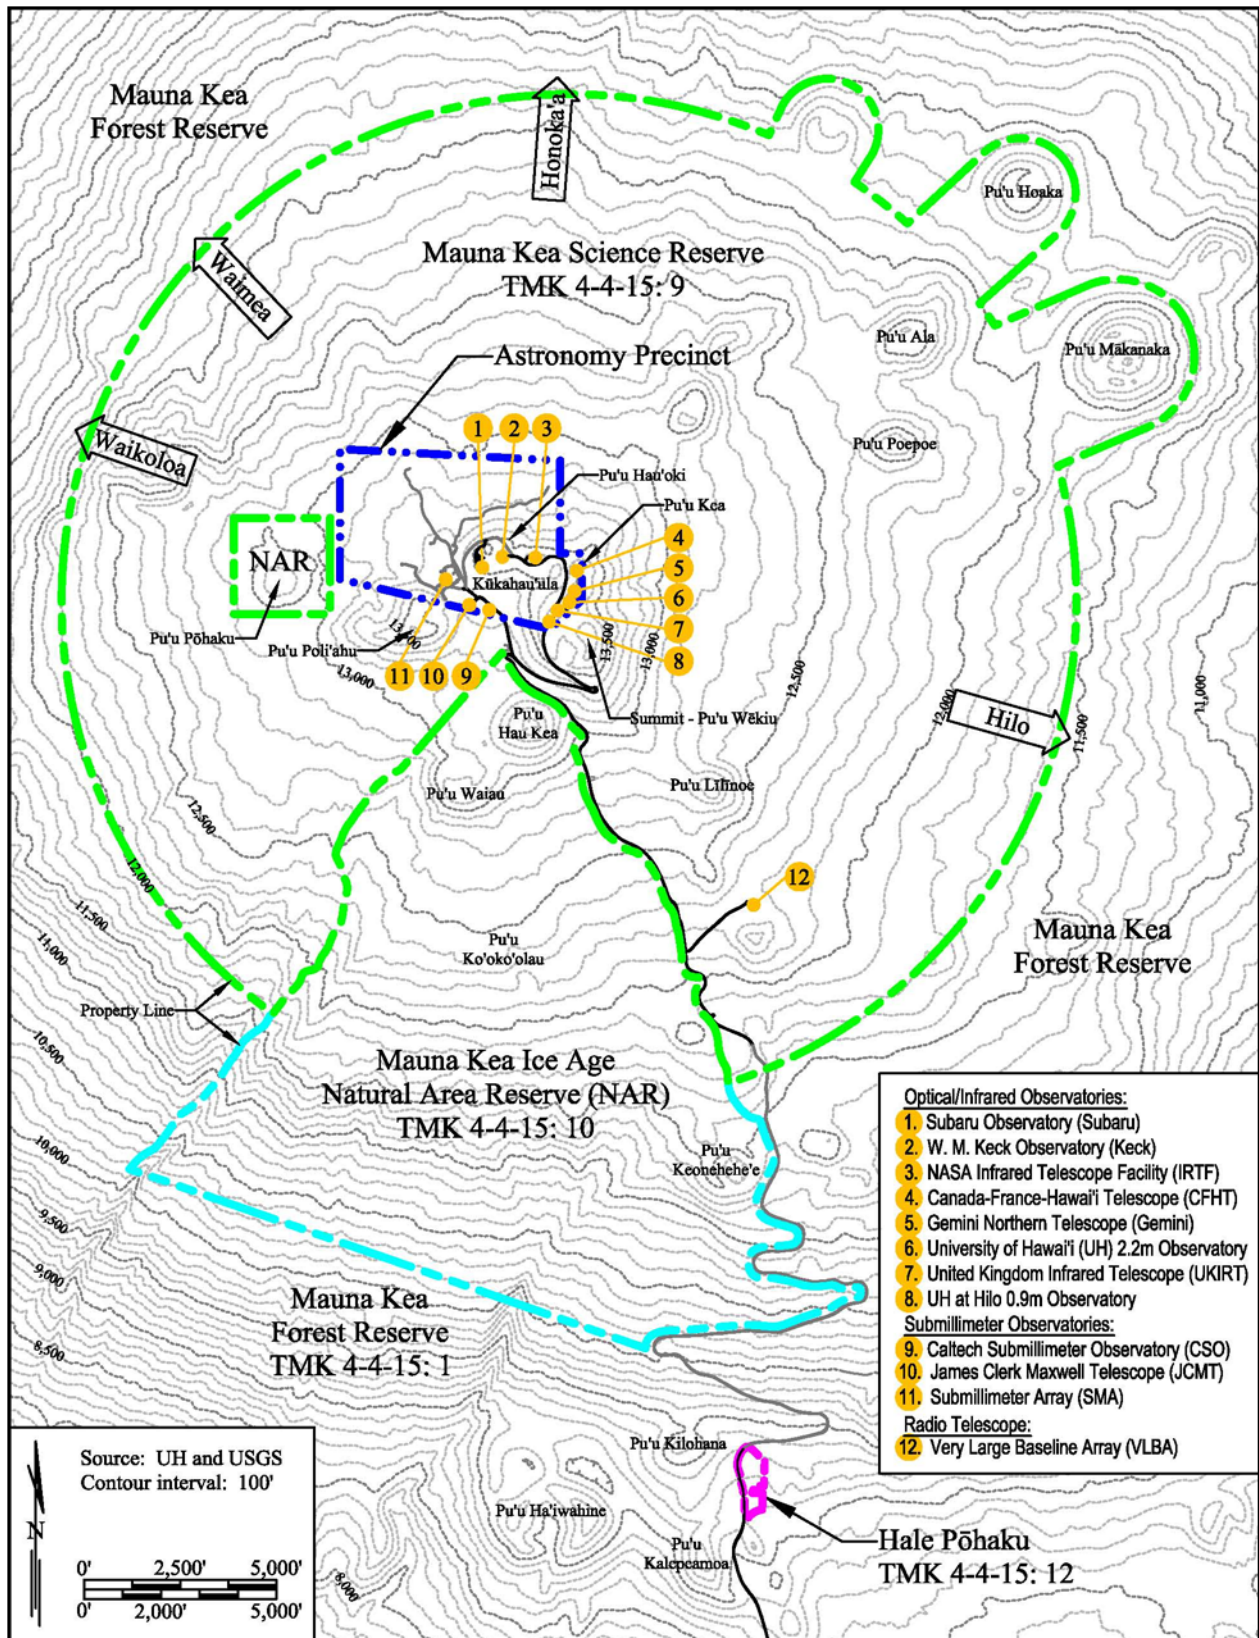 Mauna Kea
Forest Reserve
Honoka'a
Pu'u Hoaka
Waimea
Mauna Kea Science Reserve
TMK 4-4-15: 9
Pu'u Ala
Pu'u Mākanaka
Astronomy Precinct
Waikoloa
1
2
3
Pu'u Poepoe
Pu'u Hau'oki
Pu'u Kea
4
NAR
5
Kūkahau'ula
6
Pu'u Pōhaku
Pu'u Poli'ahu
7
8
9
10
11
13,000
13,500
13,000
12,500
12,000
Hilo
11,500
11,000
Summit - Pu'u Wēkiu
Pu'u
Hau Kea
Pu'u Waiau
Pu'u Līlīnoe
12,500
12,000
11,500
11,000
12
Pu'u
Ko'oko'olau
Mauna Kea
Forest Reserve
Property Line
10,500
Mauna Kea Ice Age
Natural Area Reserve (NAR)
TMK 4-4-15: 10
10,000
Pu'u
Keonehehe'e
9,500
9,000
8,500
Mauna Kea
Forest Reserve
TMK 4-4-15: 1
Optical/Infrared Observatories:
1. Subaru Observatory (Subaru)
2. W. M. Keck Observatory (Keck)
3. NASA Infrared Telescope Facility (IRTF)
4. Canada-France-Hawai'i Telescope (CFHT)
5. Gemini Northern Telescope (Gemini)
6. University of Hawai'i (UH) 2.2m Observatory
7. United Kingdom Infrared Telescope (UKIRT)
8. UH at Hilo 0.9m Observatory
Submillimeter Observatories:
9. Caltech Submillimeter Observatory (CSO)
10. James Clerk Maxwell Telescope (JCMT)
11. Submillimeter Array (SMA)
Radio Telescope:
12. Very Large Baseline Array (VLBA)
Pu'u Kilohana
Pu'u Ha'iwahine
Pu'u
Kalepeamoa
8,000
Hale Pōhaku
TMK 4-4-15: 12
Source: UH and USGS
Contour interval: 100'
N
0' 2,500' 5,000'
0' 2,000' 5,000'